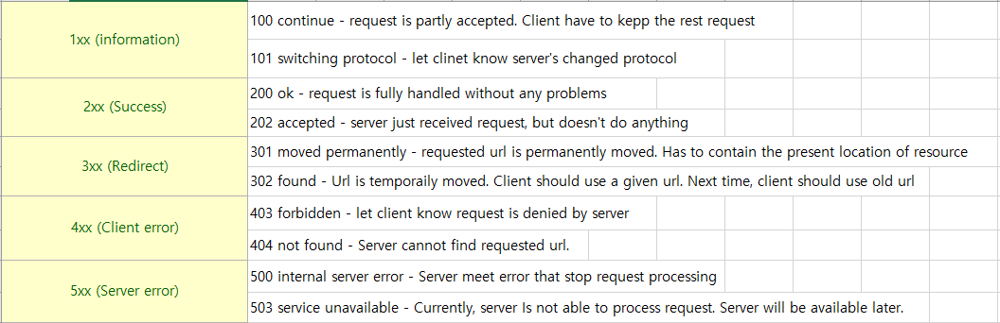 1xx (information)
100 continue - request is partly accepted. Client have to kepp the rest request
101 switching protocol - let clinet know server's changed protocol
2xx (Success)
200 ok - request is fully handled without any problems
202 accepted - server just received request, but doesn't do anything
3xx (Redirect)
301 moved permanently - requested url is permanently moved. Has to contain the present location of resource
302 found - Url is temporaily moved. Client should use a given url. Next time, client should use old url
4xx (Client error)
403 forbidden - let client know request is denied by server
404 not found - Server cannot find requested url.
5xx (Server error)
500 internal server error - Server meet error that stop request processing
503 service unavailable - Currently, server Is not able to process request. Server will be available later.